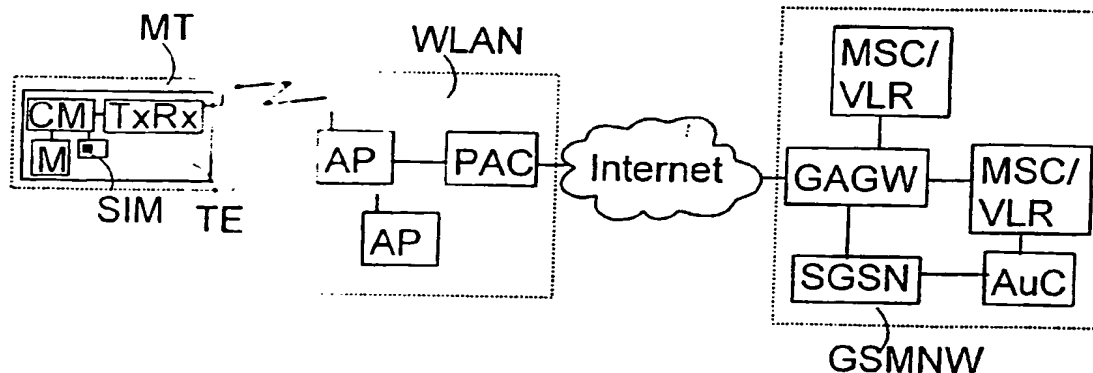 MT
WLAN
MSC/
VLR
CM
TxRx
M
SIM
TE
AP
PAC
AP
Internet
GAGW
MSC/
VLR
SGSN
AuC
GSMNW